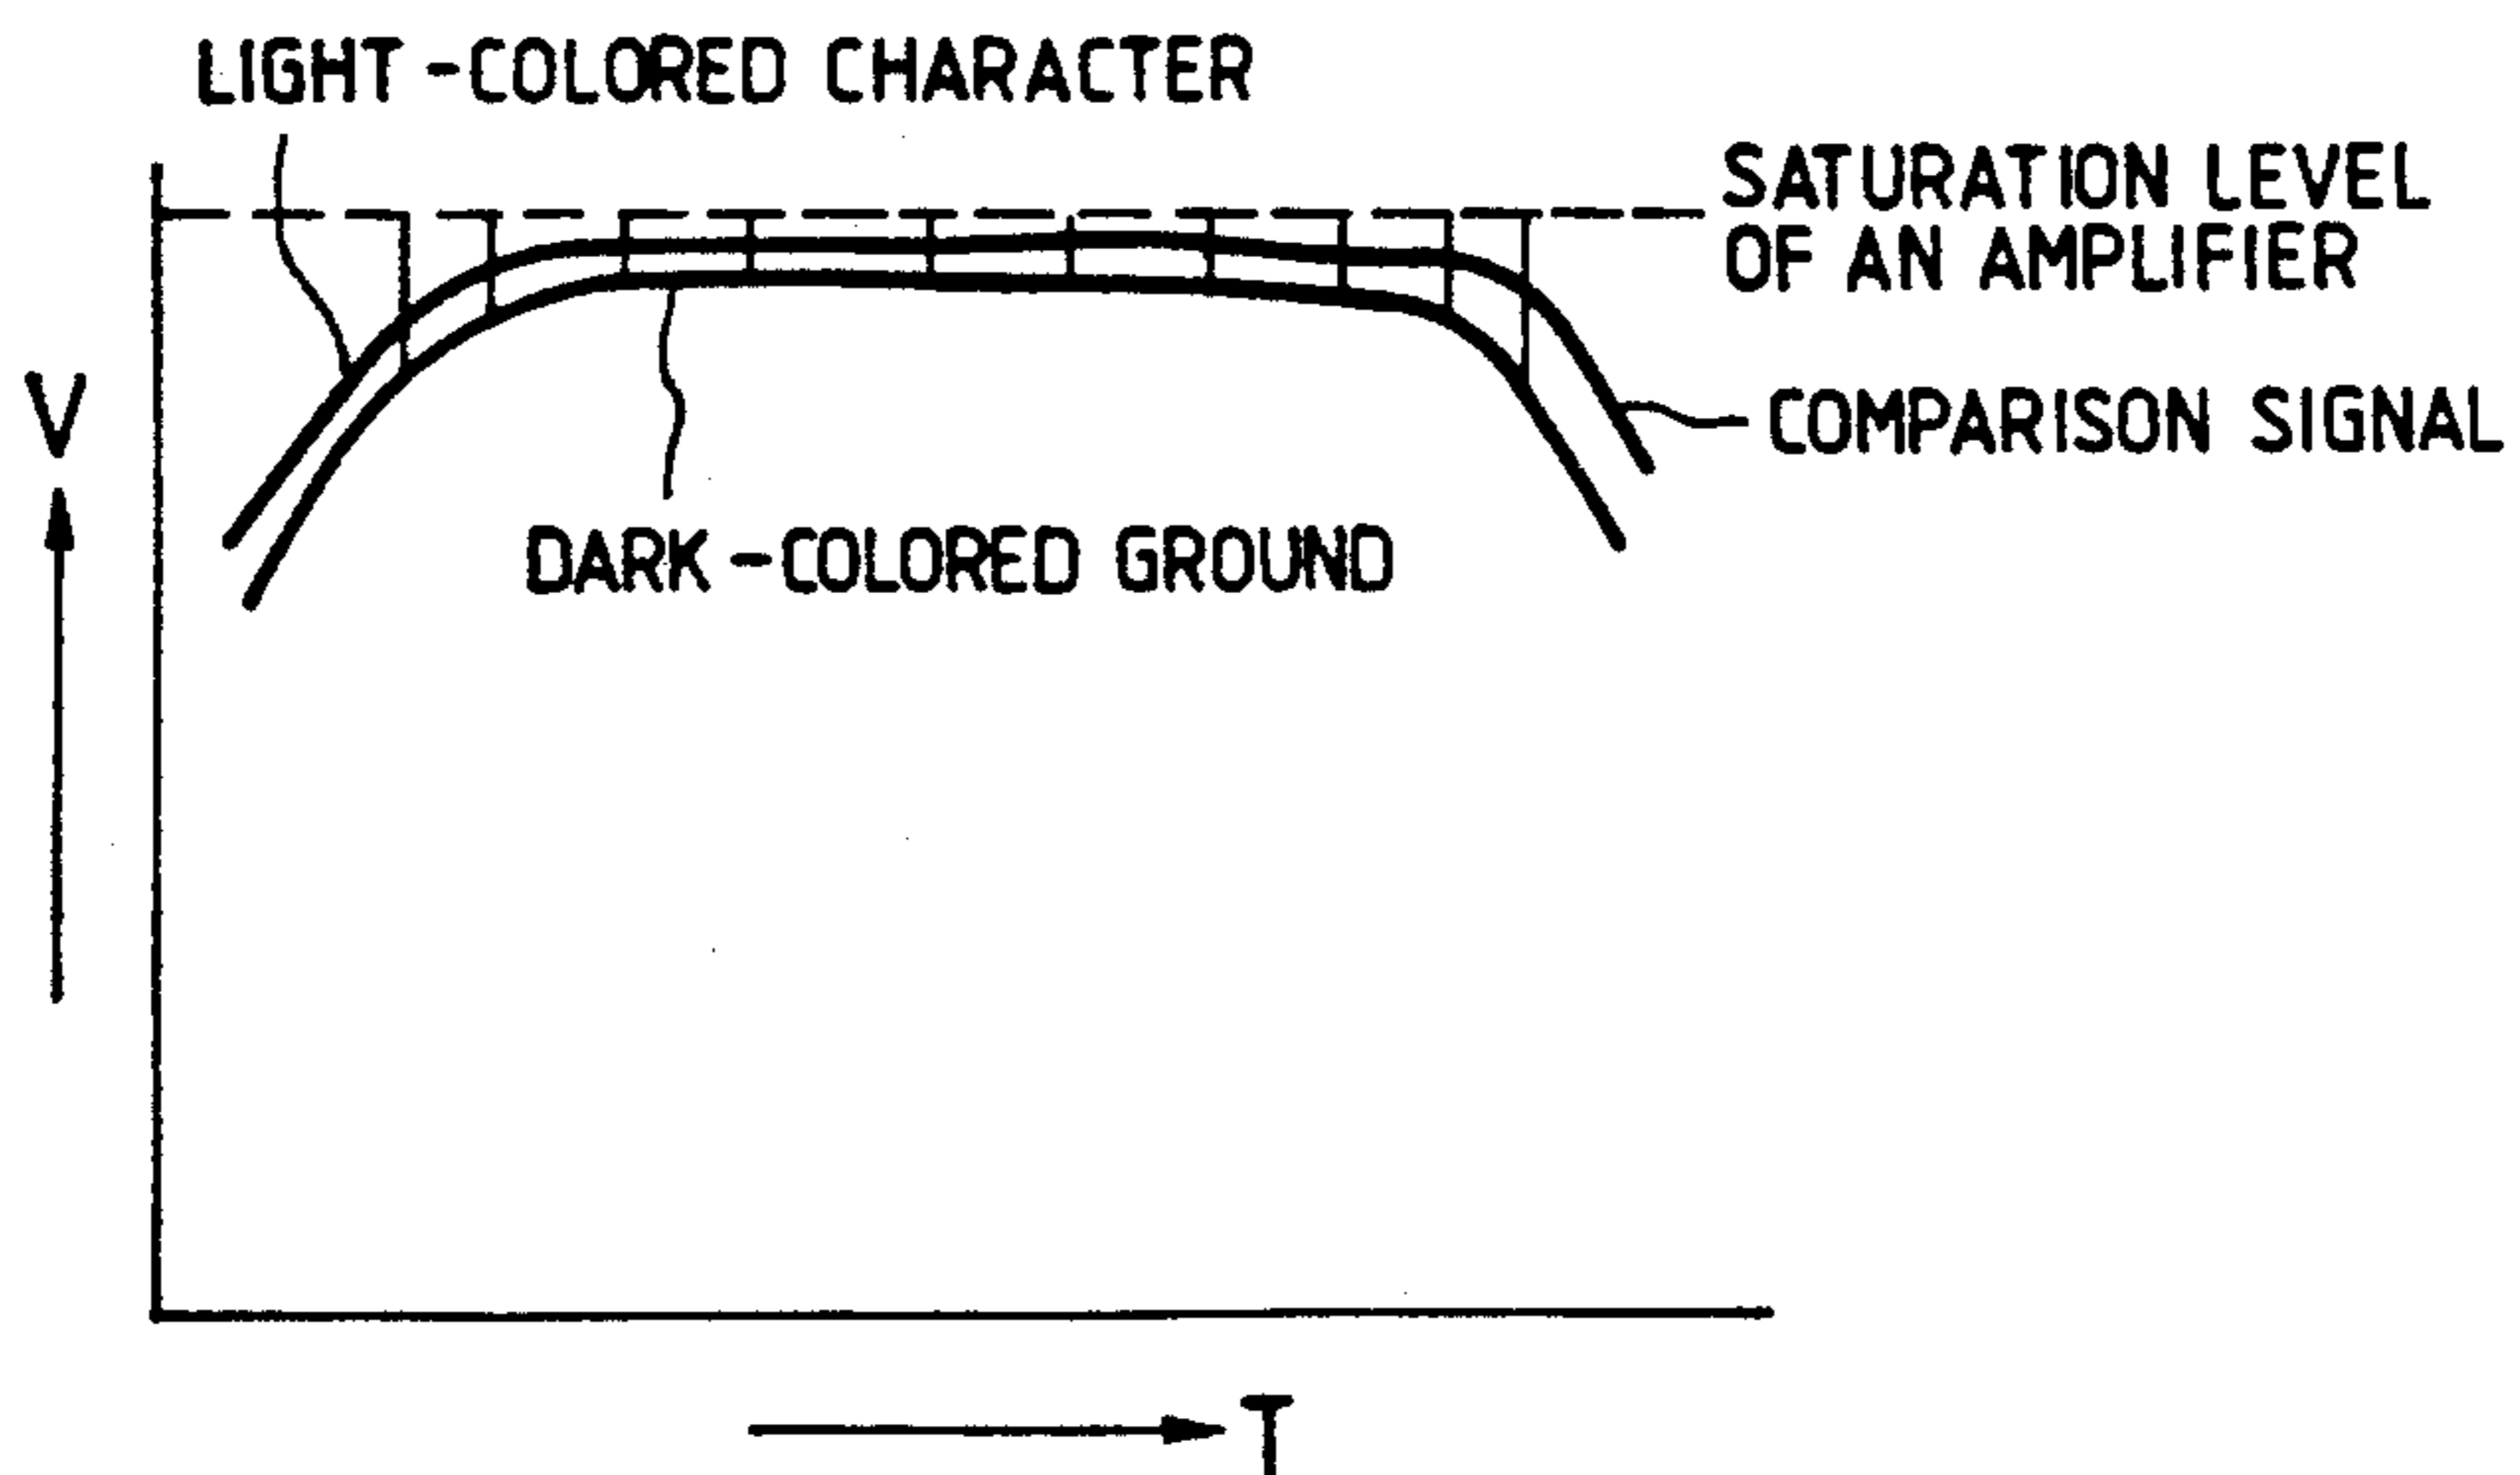 LIGHT-COLORED CHARACTER
SATURATION LEVEL
OF AN AMPLIFIER
V
COMPARISON SIGNAL
DARK-COLORED GROUND
T